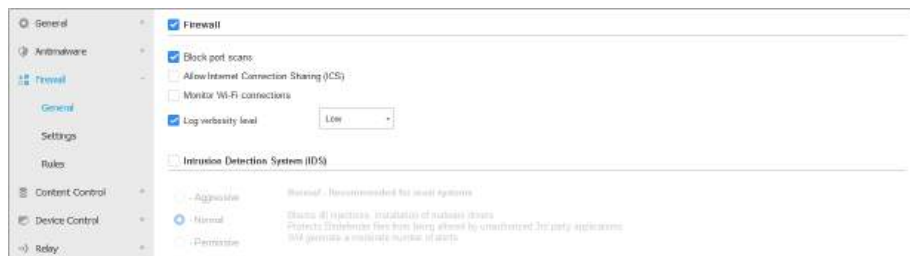 General
Antimalware
Firewall
General
Settings
Rules
Content Control
Device Control
Relay
Firewall
Block port scans
Allow Internet Connection Sharing (ICS)
Monitor Wi-Fi connections
Log verbosity level
Low
Intrusion Detection System (IDS)
- Aggressive
- Normal
- Permissive
Normal - Recommended for most systems
Blocks dll injections, installation of malware drivers
Protects Bitdefender files from being altered by unauthorized 3rd party applications
Will generate a moderate number of alerts